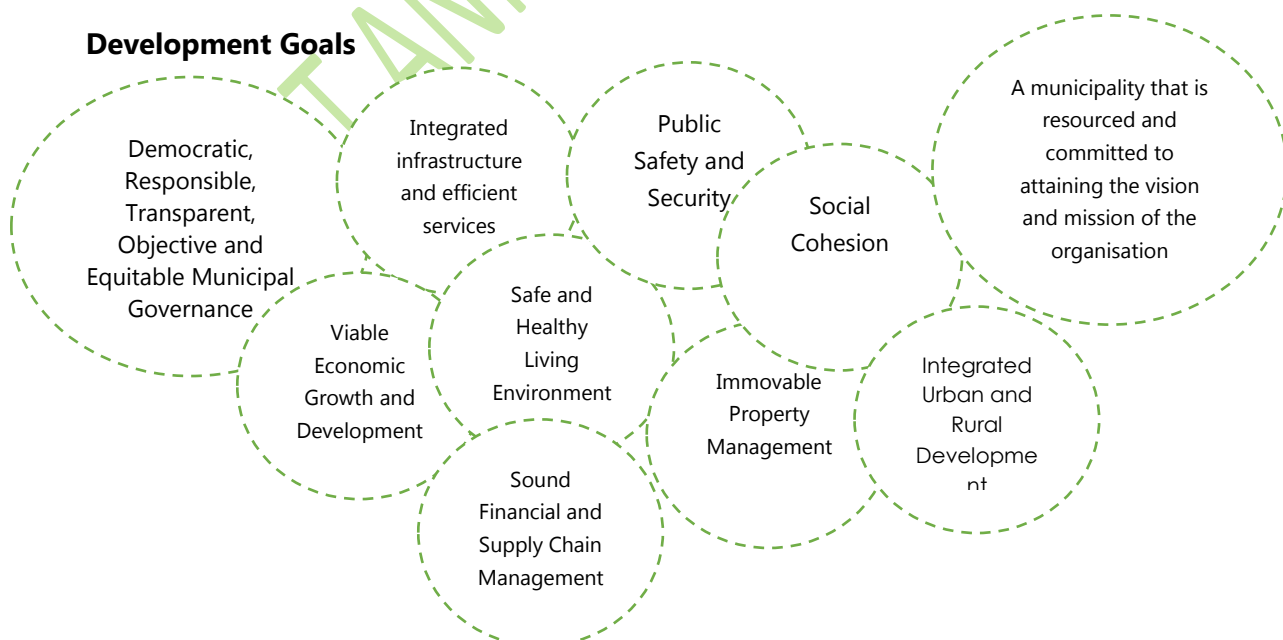 Development Goals
Democratic,
Responsible,
Transparent,
Objective and
Equitable Municipal
Governance
Integrated
infrastructure
and efficient
services
Public
Safety and
Security
Social
Cohesion
A municipality that is
resourced and
committed to
attaining the vision
and mission of the
organisation
Viable
Economic
Growth and
Development
Safe and
Healthy
Living
Environment
Immovable
Property
Management
Integrated
Urban and
Rural
Developme
nt
Sound
Financial and
Supply Chain
Management